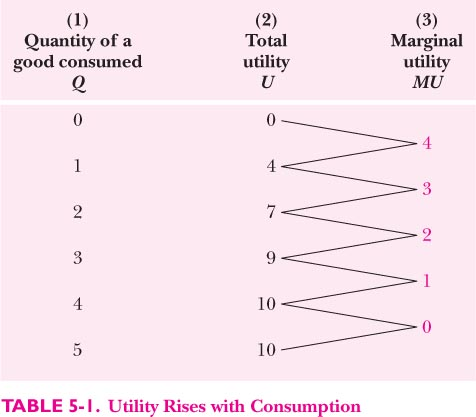 (1) (2) (3)
Quantity of a Total Marginal
good consumed utility utility
Q U MU
0 0
4
1 4
3
2 7
2
3 9
1
4 10
0
5 10
TABLE 5-1. Utility Rises with Consumption